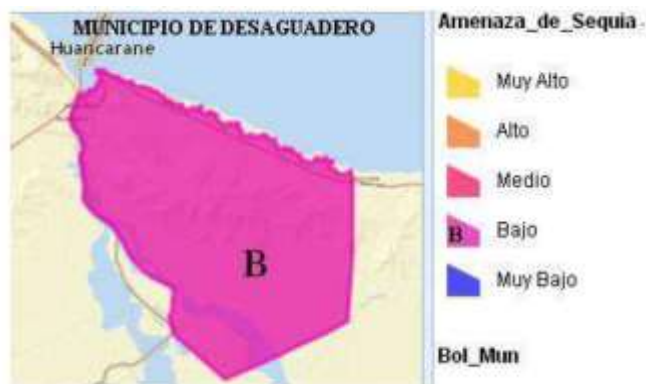 MUNICIPIO DE DESAGUADERO
Huancarane
B
Amenaza_de_Sequia
Muy Alto
Alto
Medio
B Bajo
Muy Bajo
Bol_Mun